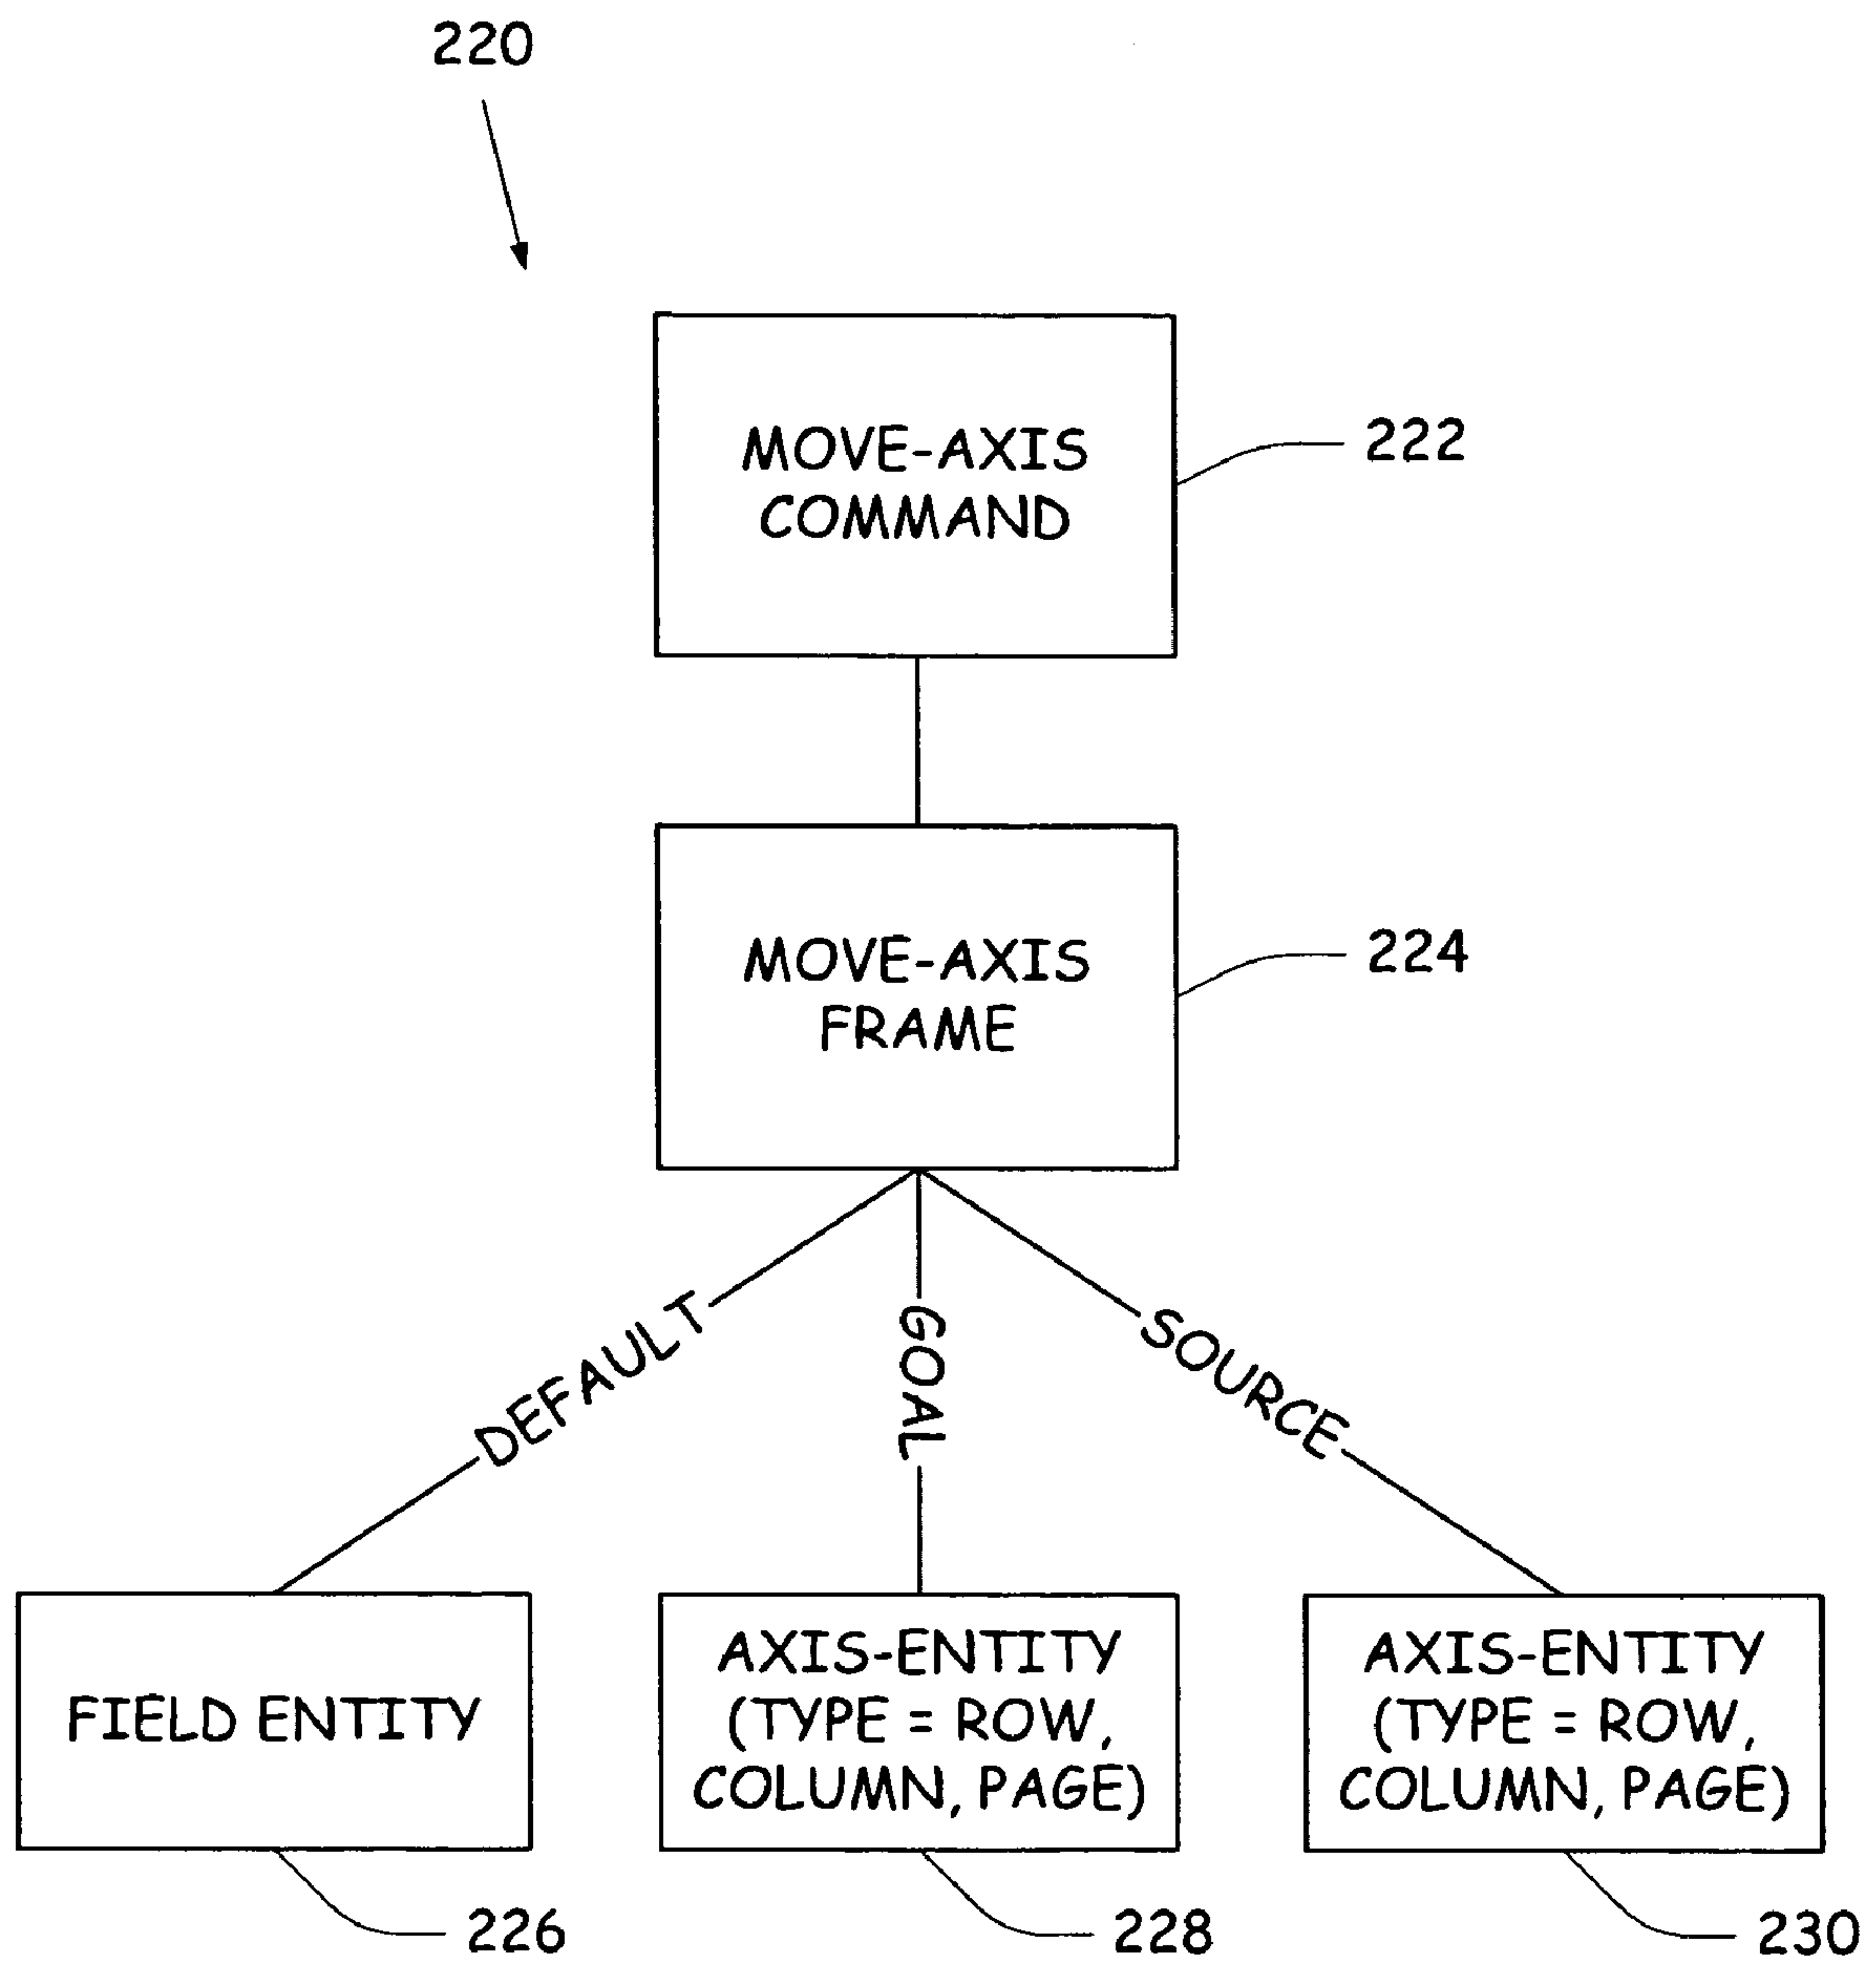 220
MOVE-AXIS
COMMAND
222
MOVE-AXIS
FRAME
224
DEFAULT
GOAL
SOURCE
FIELD ENTITY
AXIS-ENTITY
(TYPE = ROW,
COLUMN, PAGE)
AXIS-ENTITY
(TYPE = ROW,
COLUMN, PAGE)
226
228
230